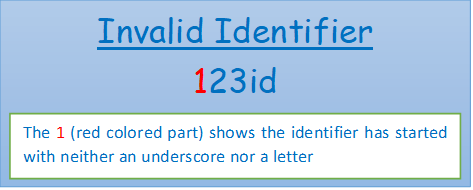 Invalid Identifier
123id
The 1 (red colored part) shows the identifier has started
with neither an underscore nor a letter